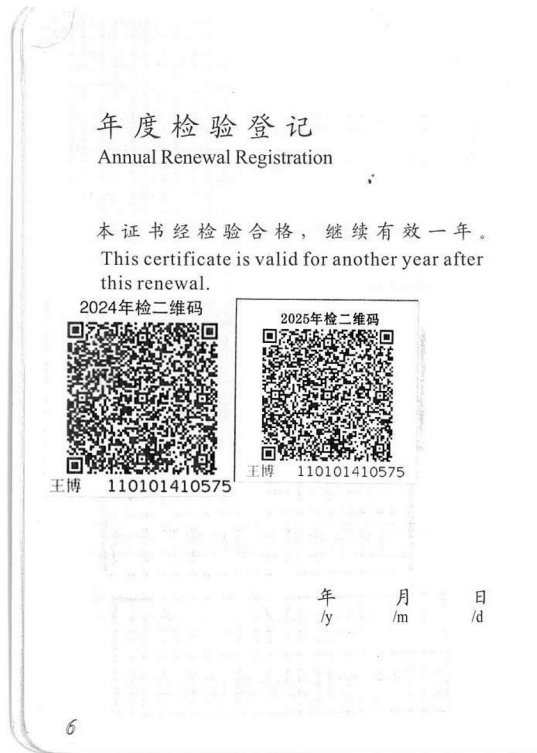 年度检验登记
Annual Renewal Registration
本证书经检验合格，继续有效一年。
This certificate is valid for another year after
this renewal.
2024年检二维码
王博 110101410575
2025年检二维码
王博 110101410575
年 月 日
/y /m /d
6